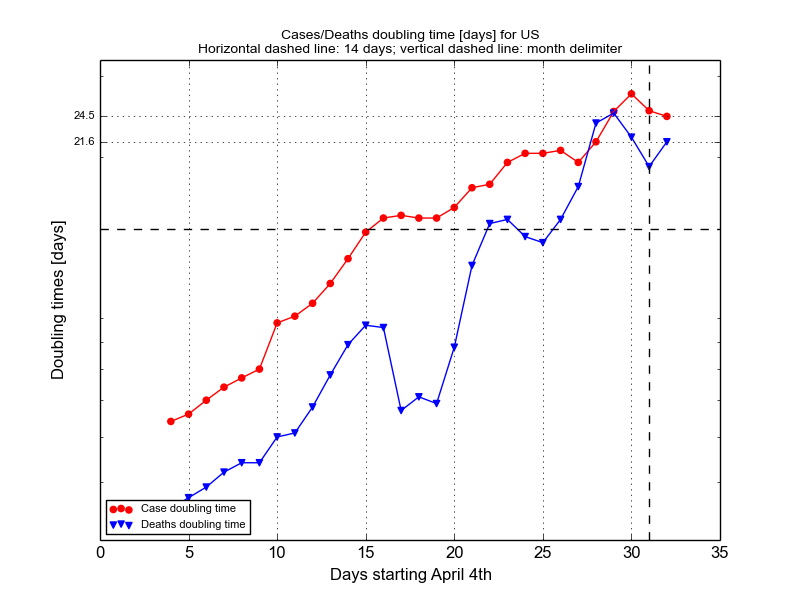 Cases/Deaths doubling time [days] for US
Horizontal dashed line: 14 days; vertical dashed line: month delimiter
24.5
21.6
Doubling times [days]
Case doubling time
Deaths doubling time
0 5 10 15 20 25 30 35
Days starting April 4th